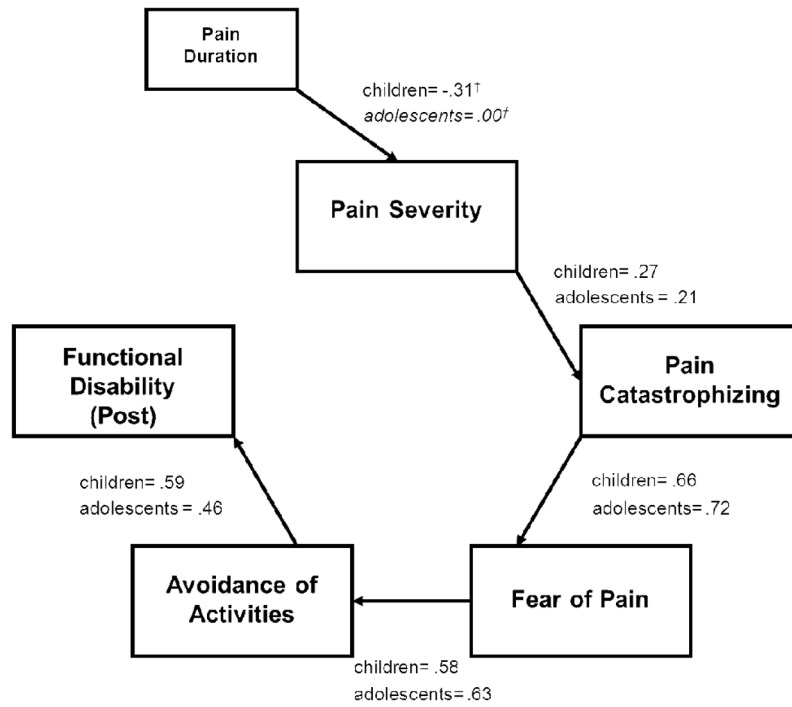 Pain
Duration
children= -.31†
adolescents= .00†
Pain Severity
children= .27
adolescents = .21
Functional
Disability
(Post)
Pain
Catastrophizing
children= .59
adolescents = .46
children= .66
adolescents= .72
Avoidance of
Activities
Fear of Pain
children= .58
adolescents= .63